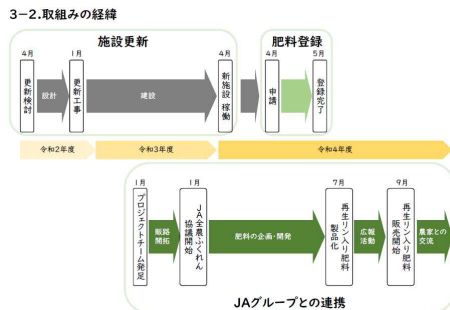 3−2.取組みの経緯
施設更新
肥料登録
4月
1月
4月
4月
5月
更新検討
設計
更新工事
建設
新施設 稼働
申請
登録完了
令和2年度
令和3年度
令和4年度
1月
1月
7月
9月
プロジェクトチーム発足
販路
開拓
JA全農ふくれん
協議開始
肥料の企画・開発
再生リン入り肥料
製品化
広報
活動
再生リン入り肥料
販売開始
農家との
交流
JAグループとの連携